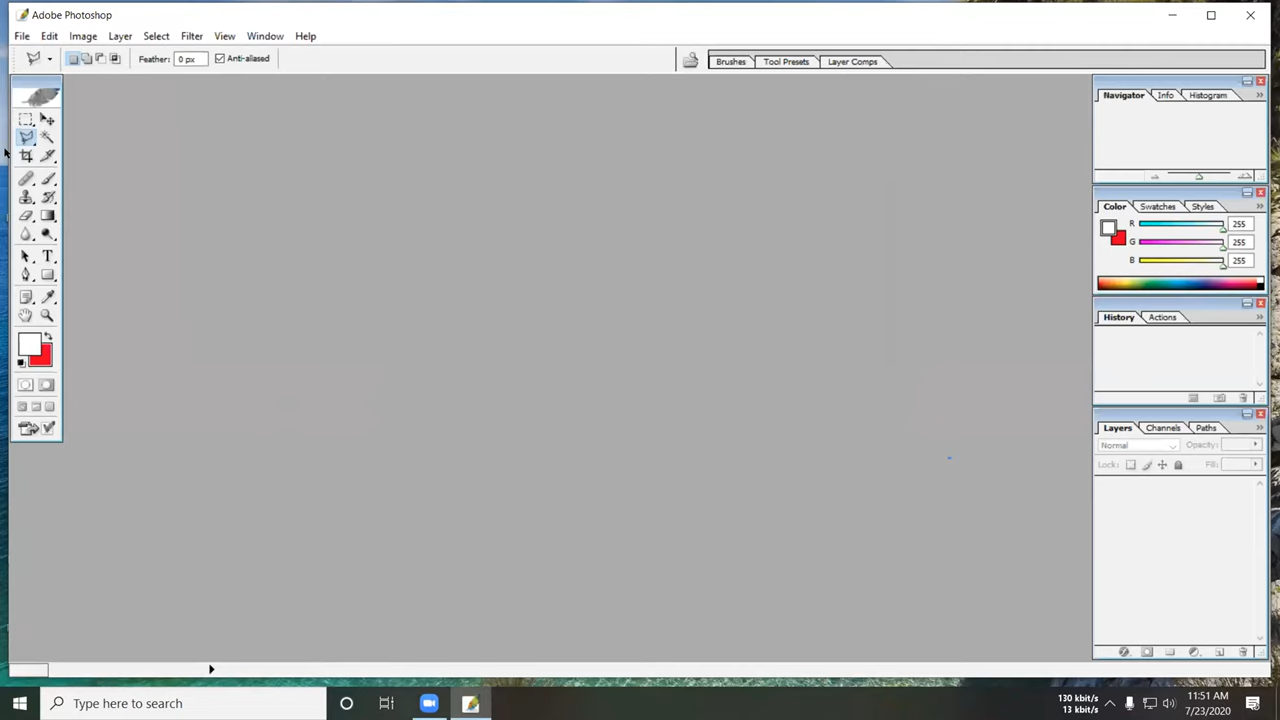 Adobe Photoshop
File Edit Image Layer Select Filter View Window Help
Feather: 0 px Anti-aliased Brushes Tool Presets Layer Comps
Navigator Info Histogram
Color Swatches Styles
R 255
G 255
B 255
T
History Actions
Layers Channels Paths
Normal Opacity:
Lock: Fill:
Type here to search
130 kbit/s
13 kbit/s
11:51 AM
7/23/2020